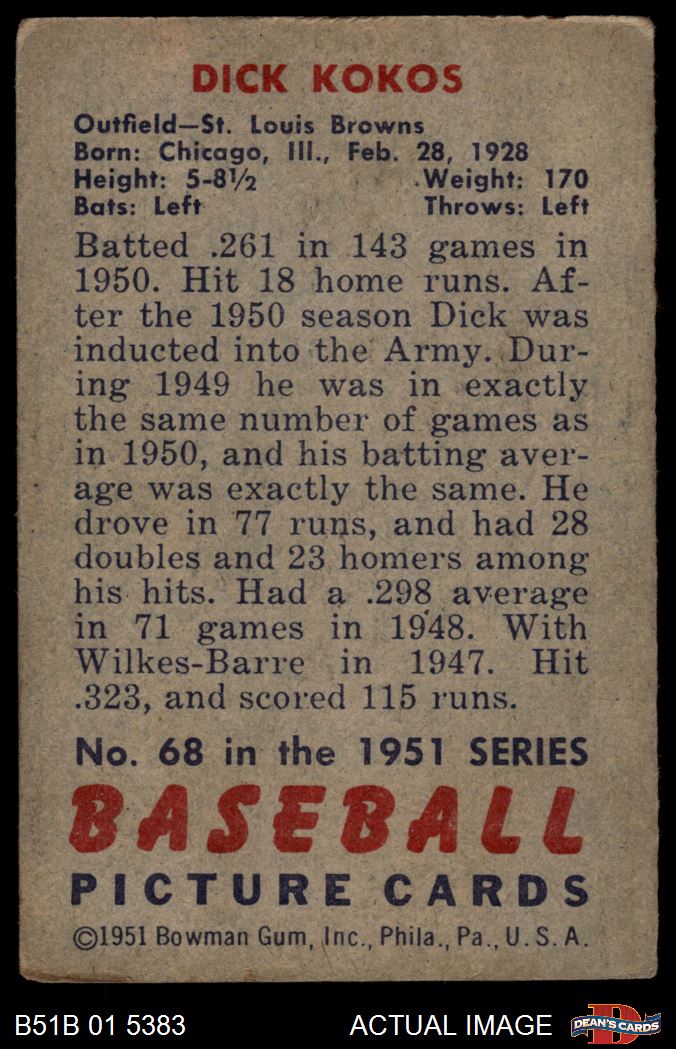 DICK KOKOS
Outfield—St. Louis Browns
Born: Chicago, Ill., Feb. 28, 1928
Height: 5-8½ Weight: 170
Bats: Left Throws: Left
Batted .261 in 143 games in
1950. Hit 18 home runs. Af-
ter the 1950 season Dick was
inducted into the Army. Dur-
ing 1949 he was in exactly
the same number of games as
in 1950, and his batting aver-
age was exactly the same. He
drove in 77 runs, and had 28
doubles and 23 homers among
his hits. Had a .298 average
in 71 games in 1948. With
Wilkes-Barre in 1947. Hit
.323, and scored 115 runs.
No. 68 in the 1951 SERIES
BASEBALL
PICTURE CARDS
©1951 Bowman Gum, Inc., Phila., Pa., U. S. A.
B51B 01 5383 ACTUAL IMAGE D DEAN'S CARDS